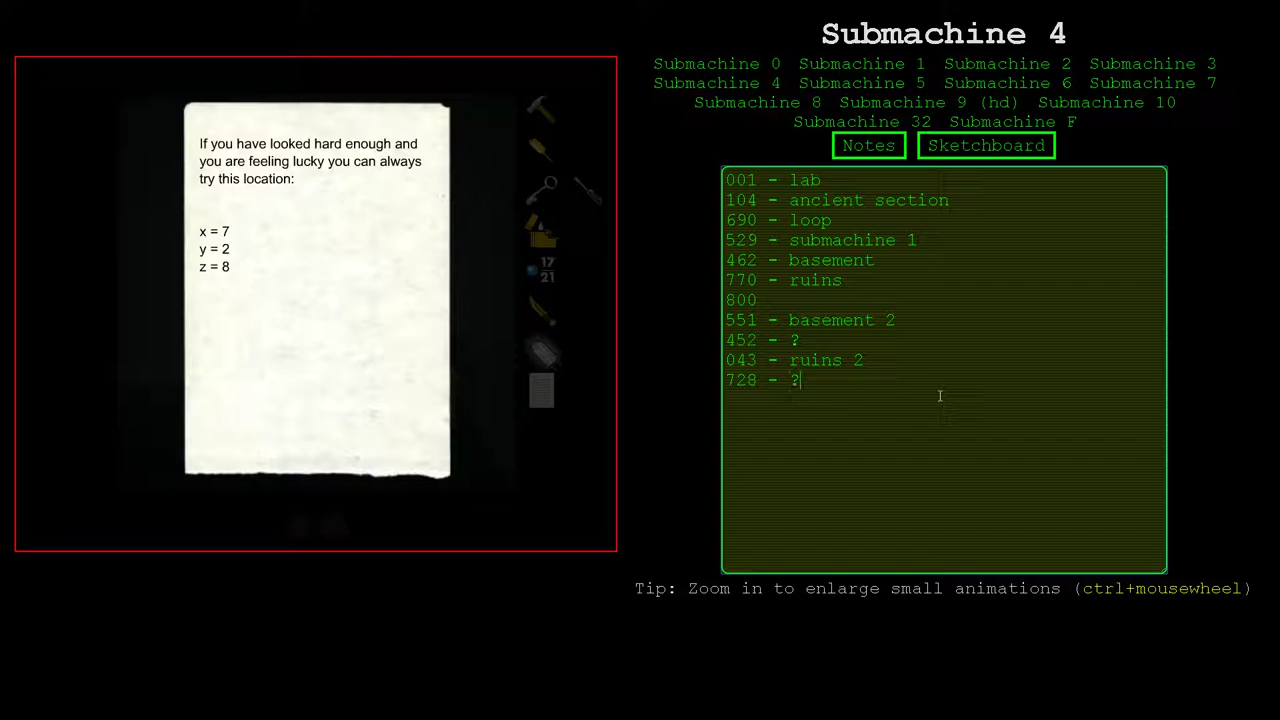 If you have looked hard enough and
you are feeling lucky you can always
try this location:
x = 7
y = 2
z = 8
17
21
Submachine 4
Submachine 0 Submachine 1 Submachine 2 Submachine 3
Submachine 4 Submachine 5 Submachine 6 Submachine 7
Submachine 8 Submachine 9 (hd) Submachine 10
Submachine 32 Submachine F
Notes Sketchboard
001 - lab
104 - ancient section
690 - loop
529 - submachine 1
462 - basement
770 - ruins
800
551 - basement 2
452 - ?
043 - ruins 2
728 - ?
Tip: Zoom in to enlarge small animations (ctrl+mousewheel)